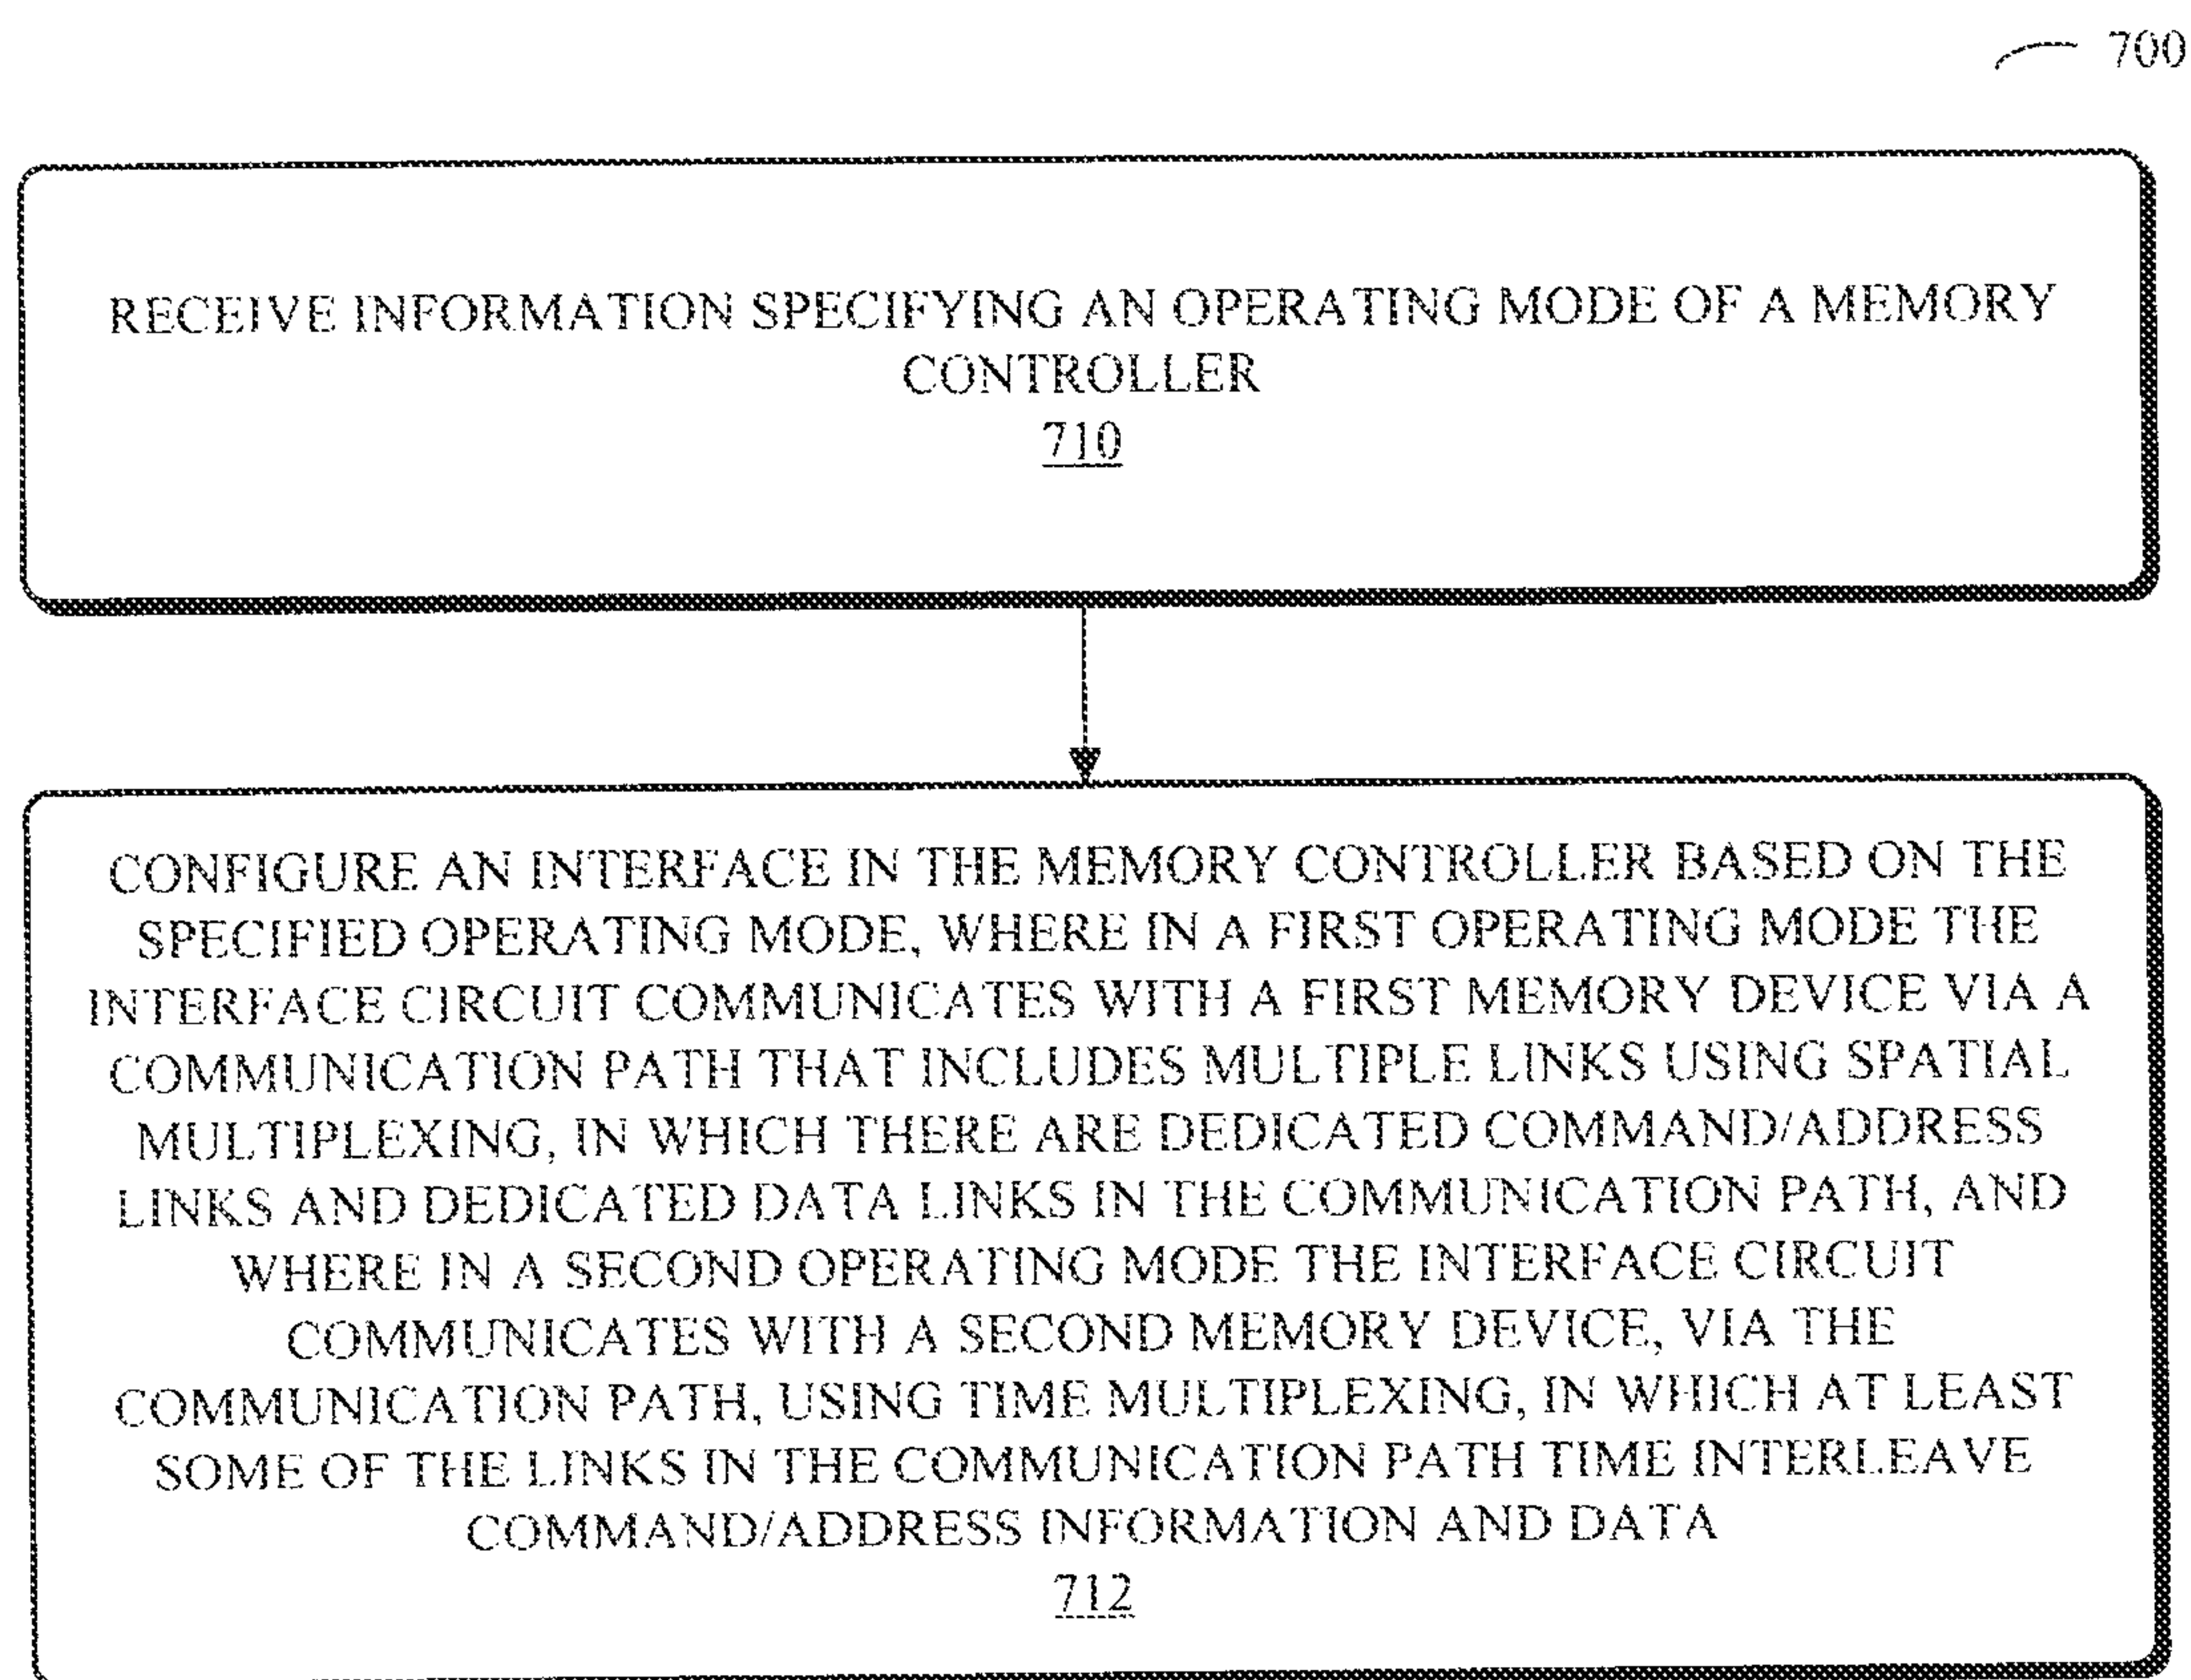 700
RECEIVE INFORMATION SPECIFYING AN OPERATING MODE OF A MEMORY
CONTROLLER
710
CONFIGURE AN INTERFACE IN THE MEMORY CONTROLLER BASED ON THE
SPECIFIED OPERATING MODE, WHERE IN A FIRST OPERATING MODE THE
INTERFACE CIRCUIT COMMUNICATES WITH A FIRST MEMORY DEVICE VIA A
COMMUNICATION PATH THAT INCLUDES MULTIPLE LINKS USING SPATIAL
MULTIPLEXING, IN WHICH THERE ARE DEDICATED COMMAND/ADDRESS
LINKS AND DEDICATED DATA LINKS IN THE COMMUNICATION PATH, AND
WHERE IN A SECOND OPERATING MODE THE INTERFACE CIRCUIT
COMMUNICATES WITH A SECOND MEMORY DEVICE, VIA THE
COMMUNICATION PATH, USING TIME MULTIPLEXING, IN WHICH AT LEAST
SOME OF THE LINKS IN THE COMMUNICATION PATH TIME INTERLEAVE
COMMAND/ADDRESS INFORMATION AND DATA
712